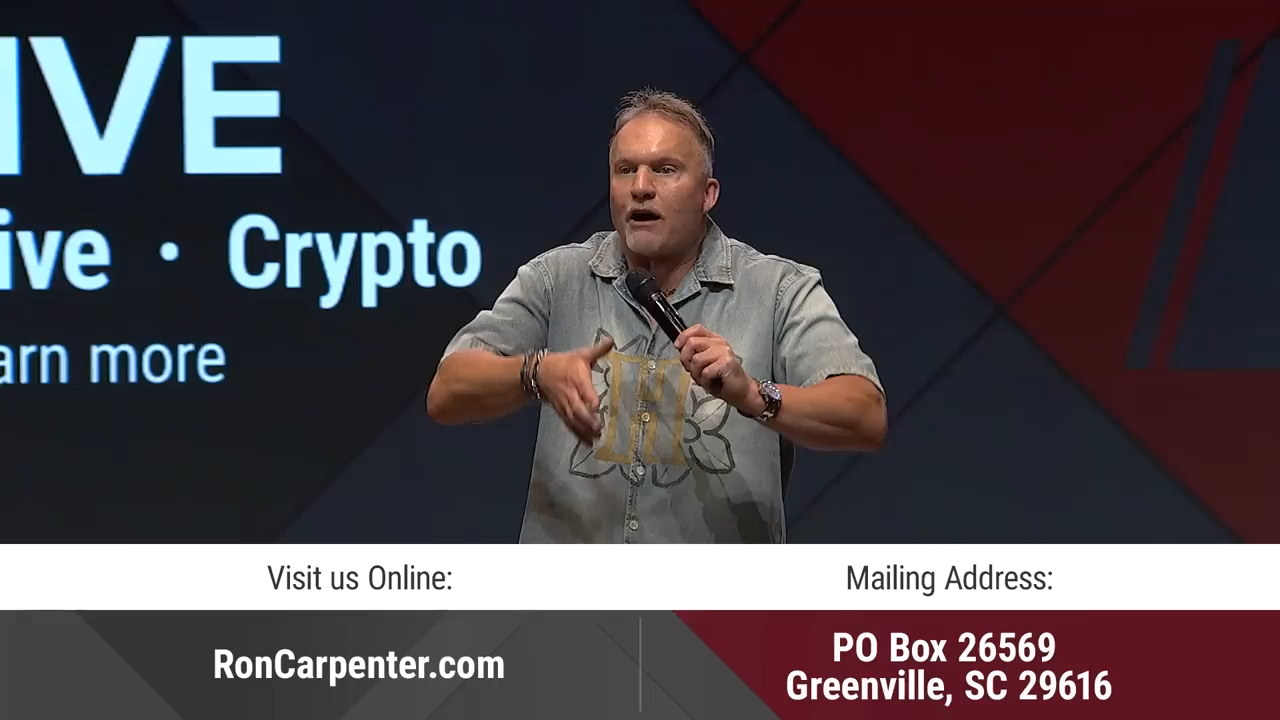 IVE
ive · Crypto
arn more
H
Visit us Online:
Mailing Address:
RonCarpenter.com
PO Box 26569
Greenville, SC 29616